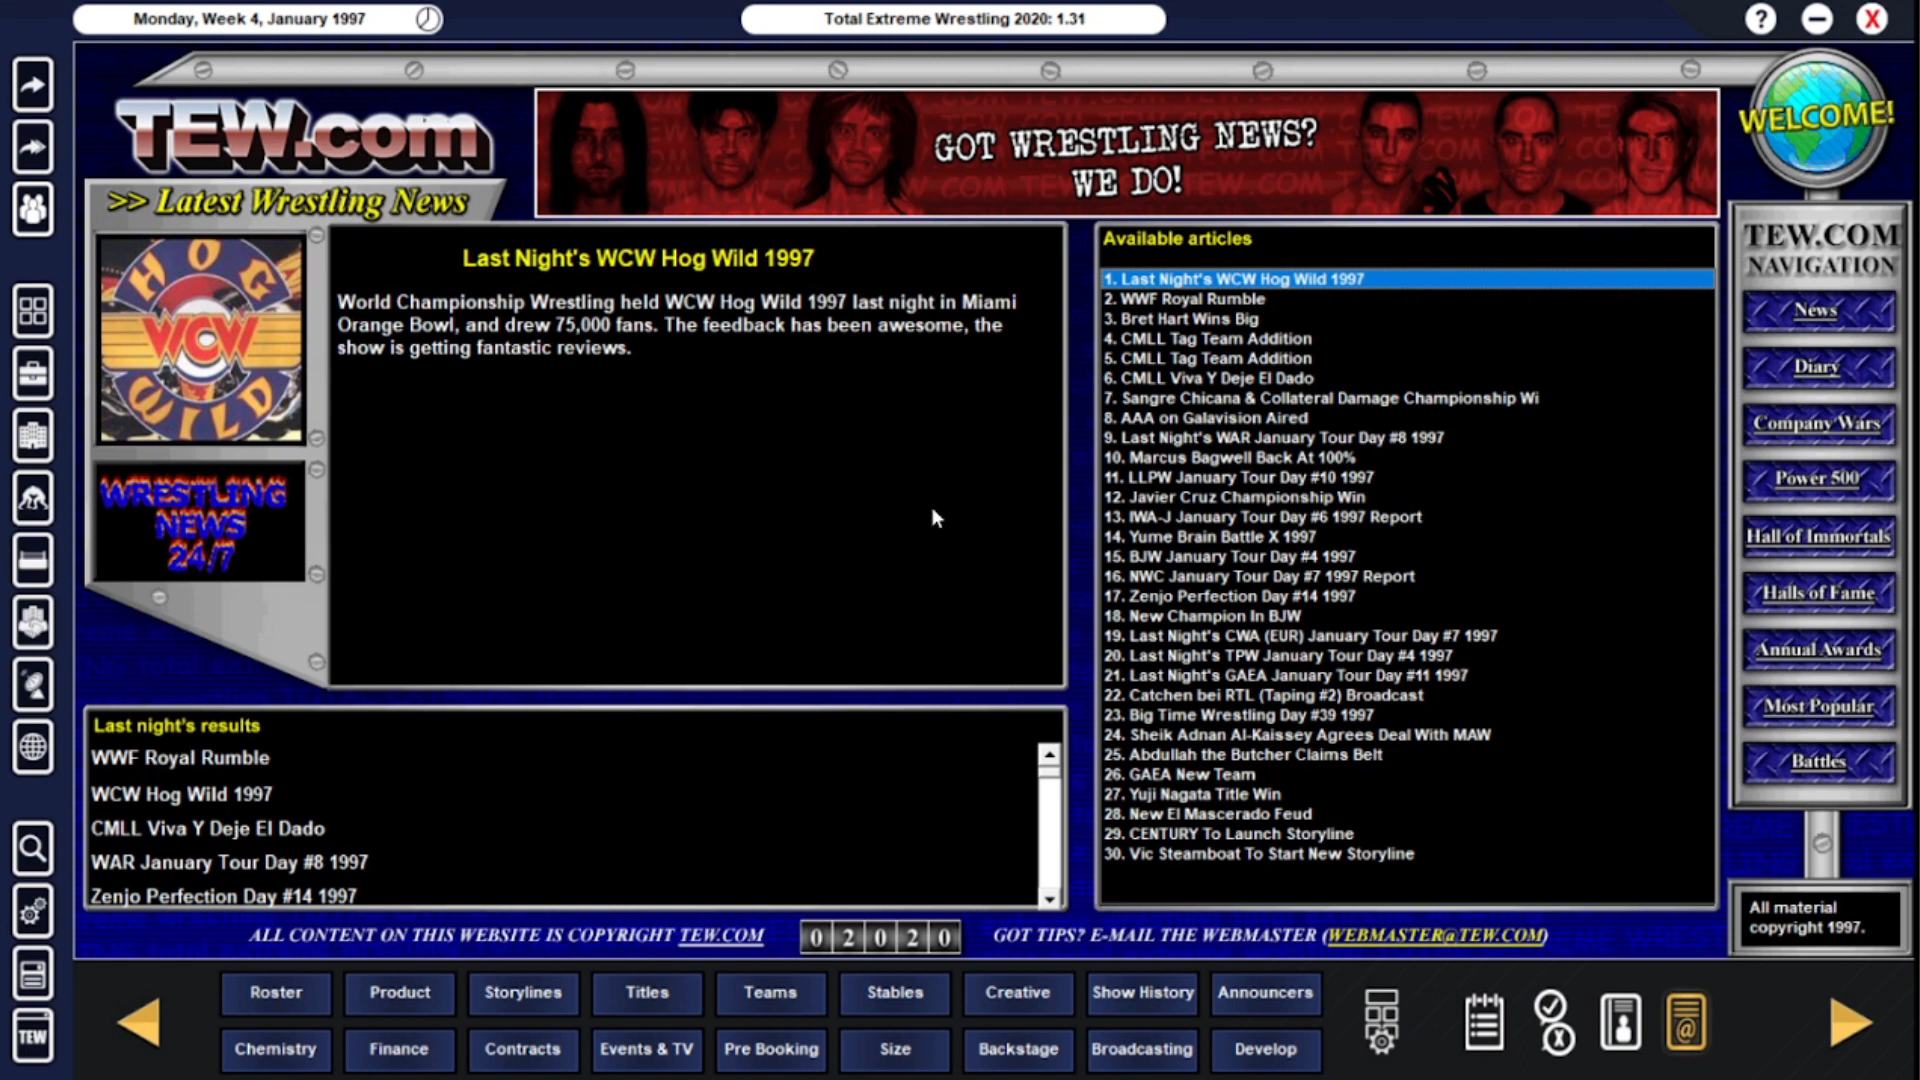 Monday, Week 4, January 1997
Total Extreme Wrestling 2020: 1.31
?
X
TEW.com
>> Latest Wrestling News
GOT WRESTLING NEWS?
WE DO!
WELCOME!
HOG
WCW
WILD
WRESTLING
NEWS
24/7
Last Night's WCW Hog Wild 1997
World Championship Wrestling held WCW Hog Wild 1997 last night in Miami
Orange Bowl, and drew 75,000 fans. The feedback has been awesome, the
show is getting fantastic reviews.
Available articles
1. Last Night's WCW Hog Wild 1997
2. WWF Royal Rumble
3. Bret Hart Wins Big
4. CMLL Tag Team Addition
5. CMLL Tag Team Addition
6. CMLL Viva Y Deje El Dado
7. Sangre Chicana & Collateral Damage Championship Wi
8. AAA on Galavision Aired
9. Last Night's WAR January Tour Day #8 1997
10. Marcus Bagwell Back At 100%
11. LLPW January Tour Day #10 1997
12. Javier Cruz Championship Win
13. IWA-J January Tour Day #6 1997 Report
14. Yume Brain Battle X 1997
15. BJW January Tour Day #4 1997
16. NWC January Tour Day #7 1997 Report
17. Zenjo Perfection Day #14 1997
18. New Champion In BJW
19. Last Night's CWA (EUR) January Tour Day #7 1997
20. Last Night's TPW January Tour Day #4 1997
21. Last Night's GAEA January Tour Day #11 1997
22. Catchen bei RTL (Taping #2) Broadcast
23. Big Time Wrestling Day #39 1997
24. Sheik Adnan Al-Kaissey Agrees Deal With MAW
25. Abdullah the Butcher Claims Belt
26. GAEA New Team
27. Yuji Nagata Title Win
28. New El Mascerado Feud
29. CENTURY To Launch Storyline
30. Vic Steamboat To Start New Storyline
TEW.COM
NAVIGATION
News
Diary
Company Wars
Power 500
Hall of Immortals
Halls of Fame
Annual Awards
Most Popular
Battles
All material
copyright 1997.
Last night's results
WWF Royal Rumble
WCW Hog Wild 1997
CMLL Viva Y Deje El Dado
WAR January Tour Day #8 1997
Zenjo Perfection Day #14 1997
ALL CONTENT ON THIS WEBSITE IS COPYRIGHT TEW.COM
0 2 0 2 0
GOT TIPS? E-MAIL THE WEBMASTER (WEBMASTER@TEW.COM)
TEW
Roster
Product
Storylines
Titles
Teams
Stables
Creative
Show History
Announcers
Chemistry
Finance
Contracts
Events & TV
Pre Booking
Size
Backstage
Broadcasting
Develop